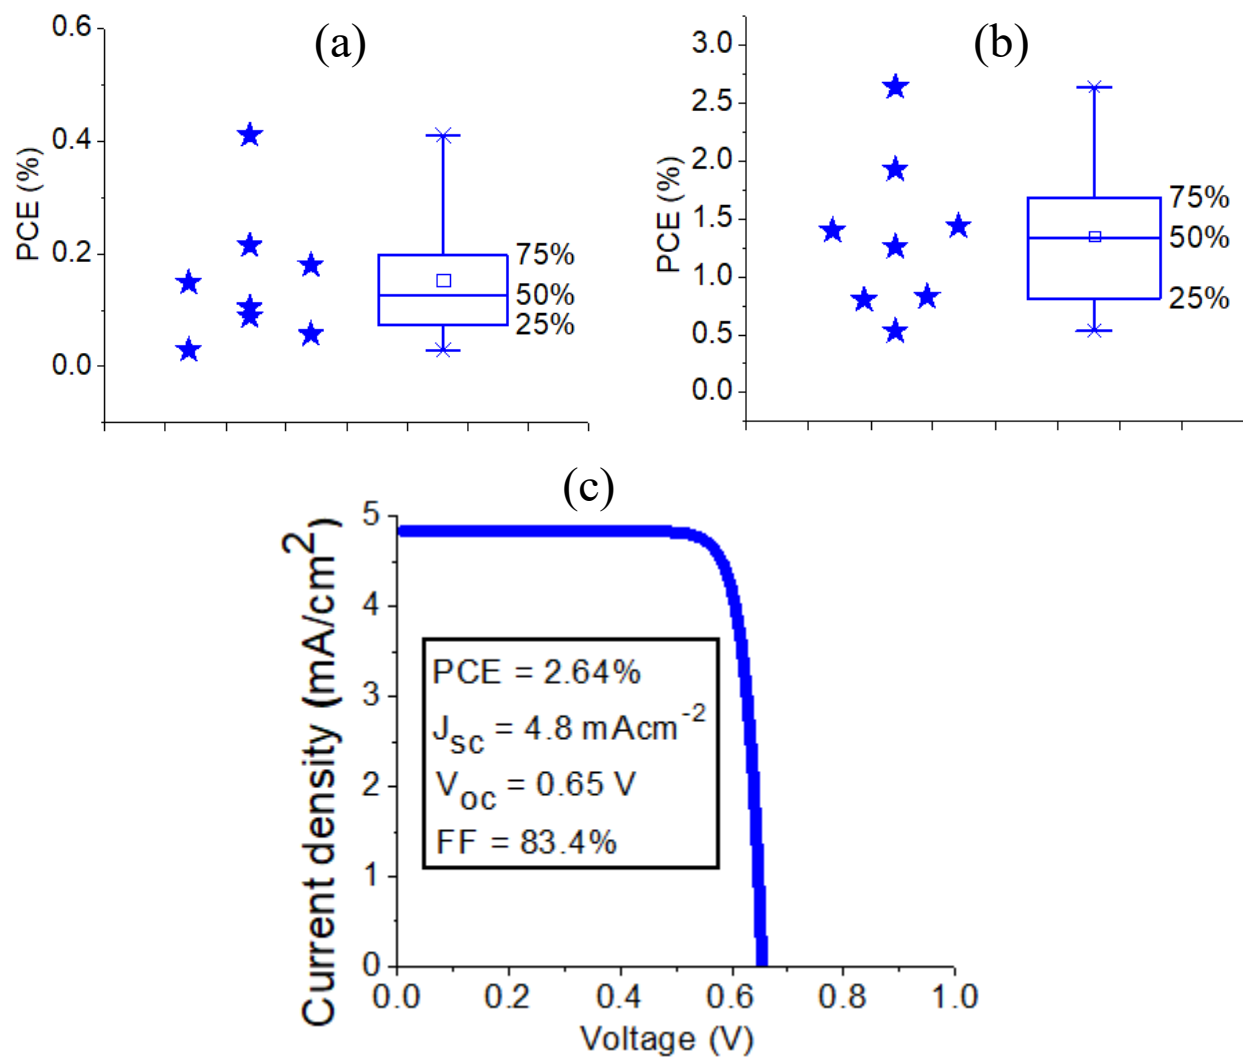 (a)
PCE (%)
0.6
0.4
0.2
0.0
75%
50%
25%
(b)
PCE (%)
3.0
2.5
2.0
1.5
1.0
0.5
0.0
75%
50%
25%
(c)
Current density (mA/cm²)
5
4
3
2
1
0
PCE = 2.64%
J_sc = 4.8 mAcm⁻²
V_oc = 0.65 V
FF = 83.4%
0.0 0.2 0.4 0.6 0.8 1.0
Voltage (V)